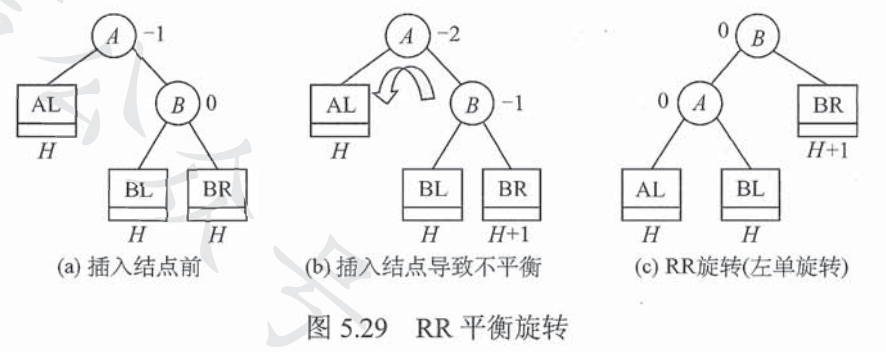 A -1
AL
H
B 0
BL
H
BR
H
(a) 插入结点前
A -2
AL
H
B -1
BL
H
BR
H+1
(b) 插入结点导致不平衡
0 B
0 A
BR
H+1
AL
H
BL
H
(c) RR旋转(左单旋转)
图 5.29 RR 平衡旋转